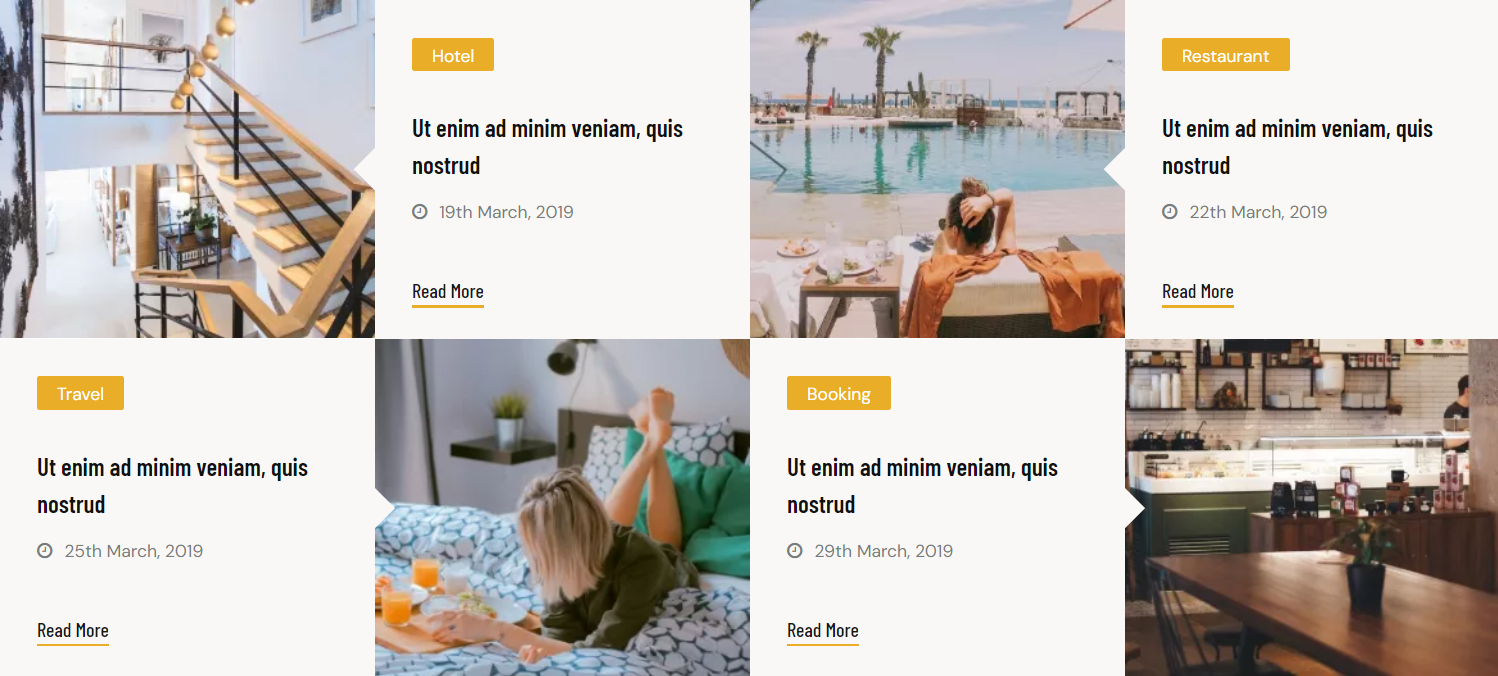 Hotel
Ut enim ad minim veniam, quis
nostrud
19th March, 2019
Read More
Restaurant
Ut enim ad minim veniam, quis
nostrud
22th March, 2019
Read More
Travel
Ut enim ad minim veniam, quis
nostrud
25th March, 2019
Read More
Booking
Ut enim ad minim veniam, quis
nostrud
29th March, 2019
Read More